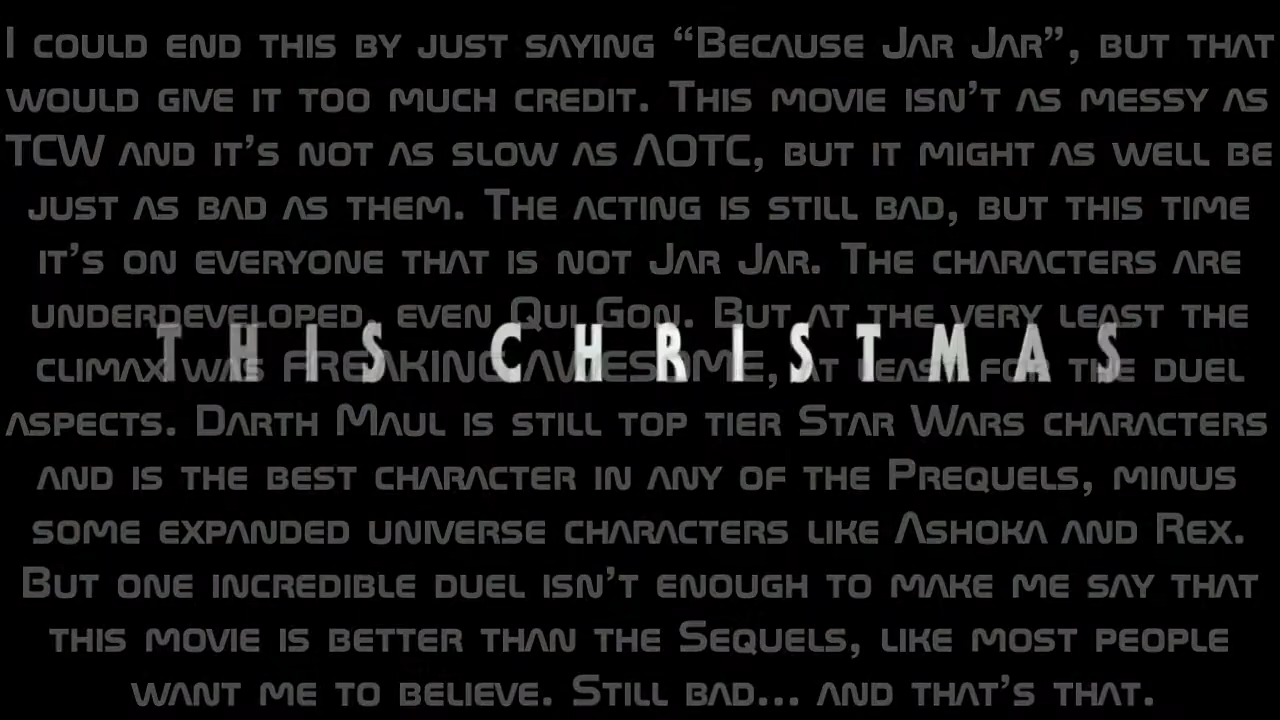 I COULD END THIS BY JUST SAYING “BECAUSE JAR JAR”, BUT THAT
WOULD GIVE IT TOO MUCH CREDIT. THIS MOVIE ISN’T AS MESSY AS
TCW AND IT’S NOT AS SLOW AS AOTC, BUT IT MIGHT AS WELL BE
JUST AS BAD AS THEM. THE ACTING IS STILL BAD, BUT THIS TIME
IT’S ON EVERYONE THAT IS NOT JAR JAR. THE CHARACTERS ARE
UNDERDEVELOPED, EVEN QUI GON. BUT AT THE VERY LEAST THE
THIS CHRISTMAS
CLIMAX WAS FREAKING AWESOME, AT LEAST FOR THE DUEL
ASPECTS. DARTH MAUL IS STILL TOP TIER STAR WARS CHARACTERS
AND IS THE BEST CHARACTER IN ANY OF THE PREQUELS, MINUS
SOME EXPANDED UNIVERSE CHARACTERS LIKE ASHOKA AND REX.
BUT ONE INCREDIBLE DUEL ISN’T ENOUGH TO MAKE ME SAY THAT
THIS MOVIE IS BETTER THAN THE SEQUELS, LIKE MOST PEOPLE
WANT ME TO BELIEVE. STILL BAD... AND THAT’S THAT.